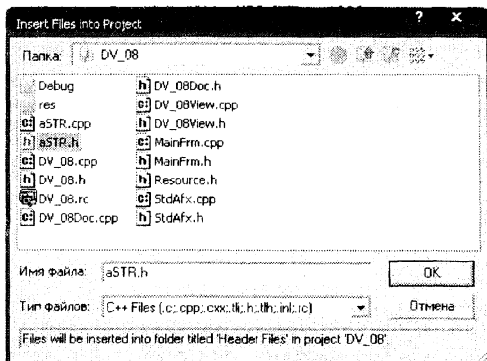 Insert Files into Project
Папка: DV_08
Debug
res
aSTR.cpp
aSTR.h
DV_08.cpp
DV_08.h
DV_08.rc
DV_08Doc.cpp
DV_08Doc.h
DV_08View.cpp
DV_08View.h
MainFrm.cpp
MainFrm.h
Resource.h
StdAfx.cpp
StdAfx.h
Имя файла: aSTR.h
OK
Тип файлов: C++ Files (.c;.cpp;.cxx;.tli;.h;.tlh;.inl;.rc)
Отмена
Files will be inserted into folder titled 'Header Files' in project 'DV_08'.